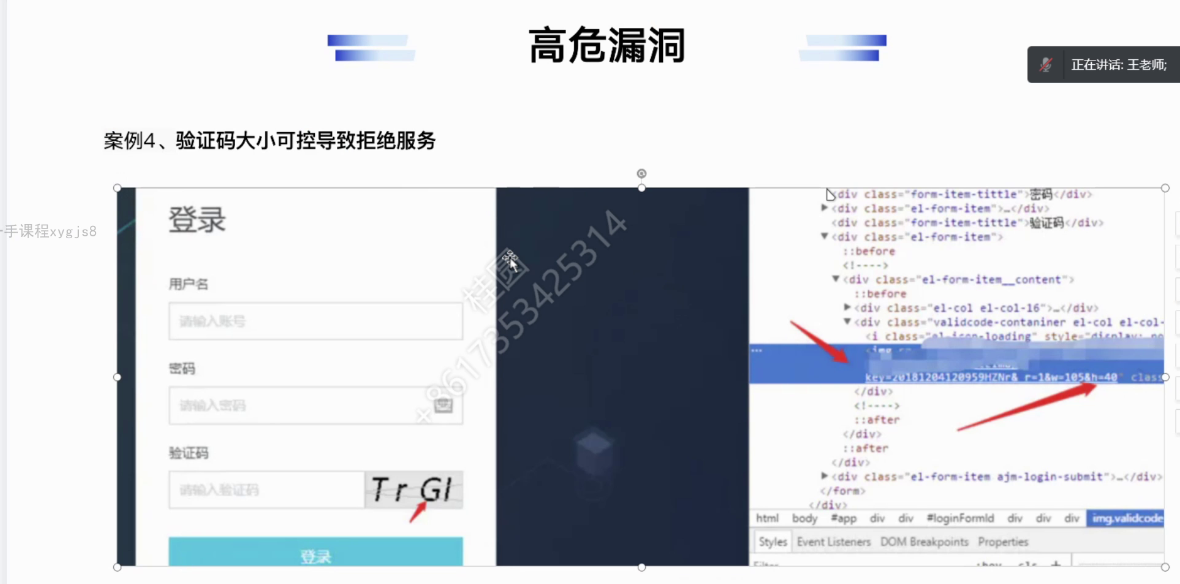 高危漏洞
正在讲话: 王老师;
案例4、验证码大小可控导致拒绝服务
手课程xygjs8
登录
用户名
请输入账号
密码
请输入密码
验证码
请输入验证码
TrGl
登录
桂圆
+8617353425314
<div class="form-item-tittle">密码</div>
<div class="el-form-item">…</div>
<div class="form-item-tittle">验证码</div>
<div class="el-form-item">
::before
<!---->
<div class="el-form-item__content">
::before
<div class="el-col el-col-16">…</div>
<div class="validcode-contaniner el-col el-col-
<i class="el-icon-loading" style="display: no
<img
key=20181204120959HZNr&_r=1&w=105&h=40" class
</div>
<!---->
::after
</div>
::after
</div>
<div class="el-form-item ajm-login-submit">…</div>
</form>
</div>
html body #app div div #loginFormId div div div img.validcode
Styles Event Listeners DOM Breakpoints Properties
Filter :hov .cls +